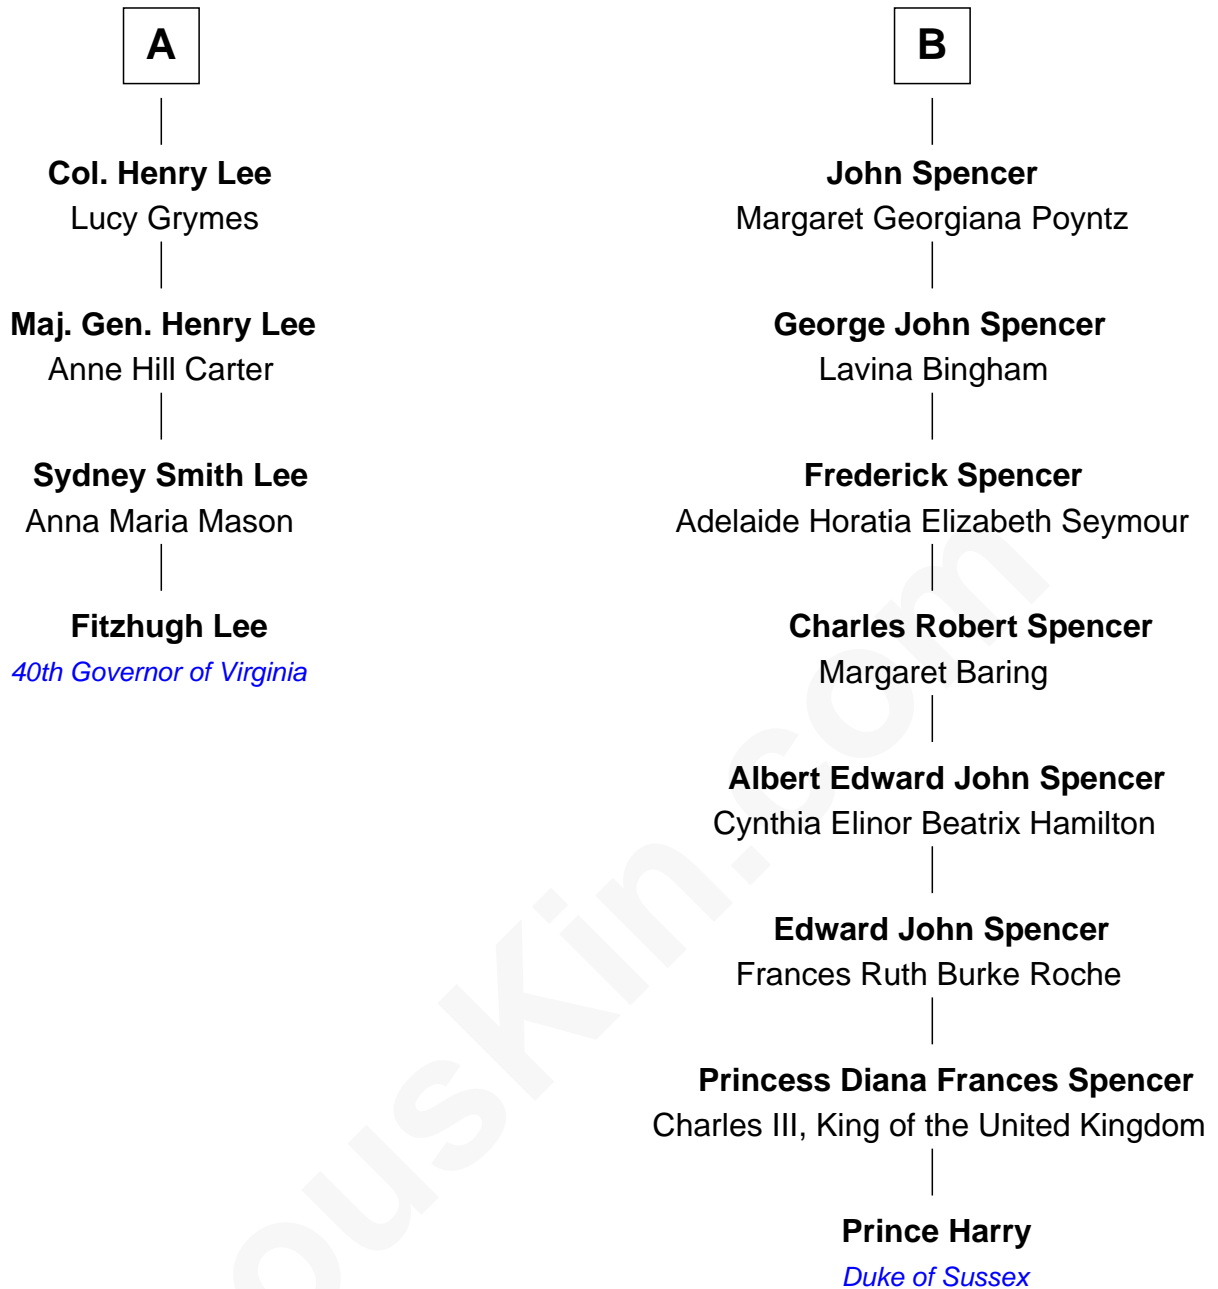 A
Col. Henry Lee
Lucy Grymes
Maj. Gen. Henry Lee
Anne Hill Carter
Sydney Smith Lee
Anna Maria Mason
Fitzhugh Lee
40th Governor of Virginia
B
John Spencer
Margaret Georgiana Poyntz
George John Spencer
Lavina Bingham
Frederick Spencer
Adelaide Horatia Elizabeth Seymour
Charles Robert Spencer
Margaret Baring
Albert Edward John Spencer
Cynthia Elinor Beatrix Hamilton
Edward John Spencer
Frances Ruth Burke Roche
Princess Diana Frances Spencer
Charles III, King of the United Kingdom
Prince Harry
Duke of Sussex
ousKin.com